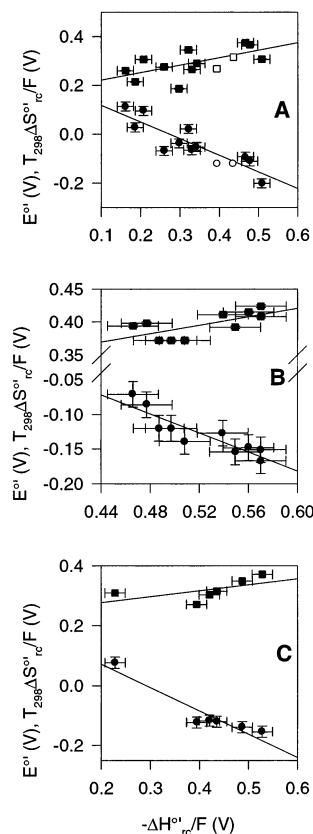 E°' (V), T298ΔS°'rc/F (V)
0.4
0.2
0.0
-0.2
A
0.1 0.2 0.3 0.4 0.5 0.6
E°' (V), T298ΔS°'rc/F (V)
0.45
0.40
0.35
-0.05
B
-0.10
-0.15
-0.20
0.44 0.48 0.52 0.56 0.60
E°' (V), T298ΔS°'rc/F (V)
0.4
0.2
C
0.0
-0.2
0.2 0.3 0.4 0.5 0.6
-ΔH°'rc/F (V)